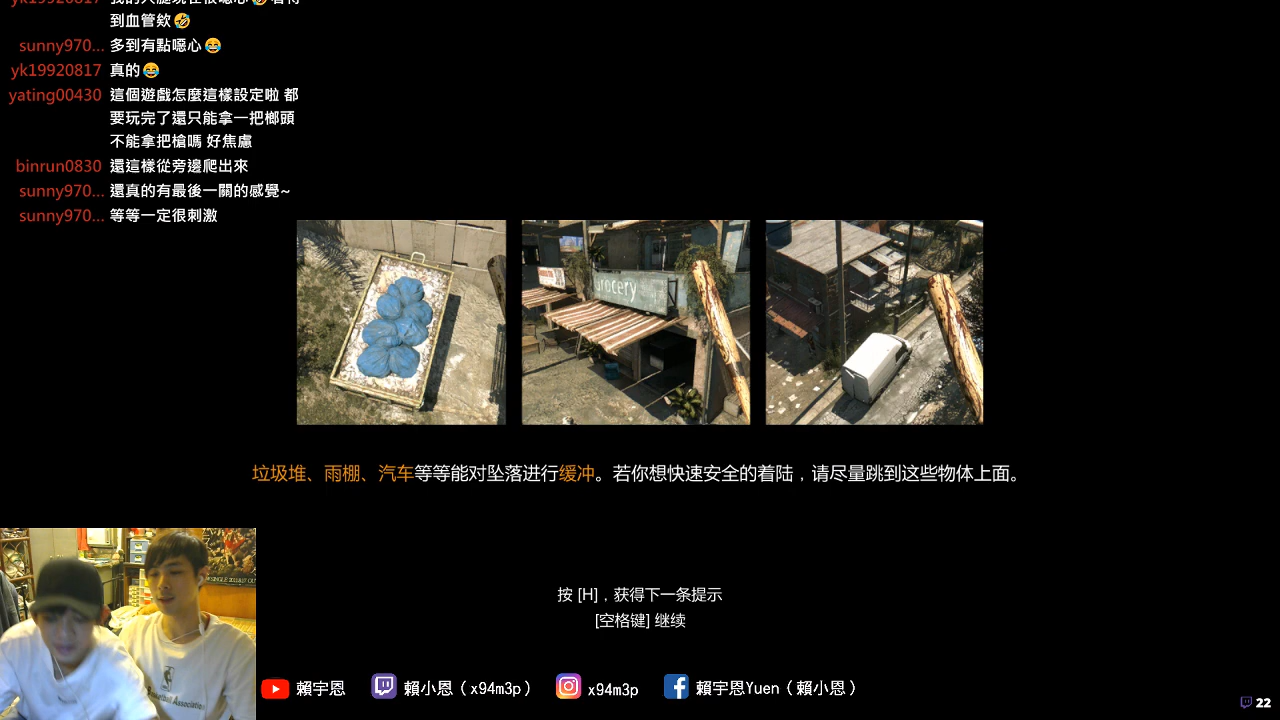 到血管欸🤣
sunny970... 多到有點噁心😂
yk19920817 真的😂
yating00430 這個遊戲怎麼這樣設定啦 都
要玩完了還只能拿一把榔頭
不能拿把槍嗎 好焦慮
binrun0830 還這樣從旁邊爬出來
sunny970... 還真的有最後一關的感覺~
sunny970... 等等一定很刺激
Grocery
垃圾堆、雨棚、汽车等等能对坠落进行缓冲。若你想快速安全的着陆，请尽量跳到这些物体上面。
按 [H]，获得下一条提示
[空格键] 继续
賴宇恩 賴小恩（x94m3p） x94m3p 賴宇恩Yuen（賴小恩）
22